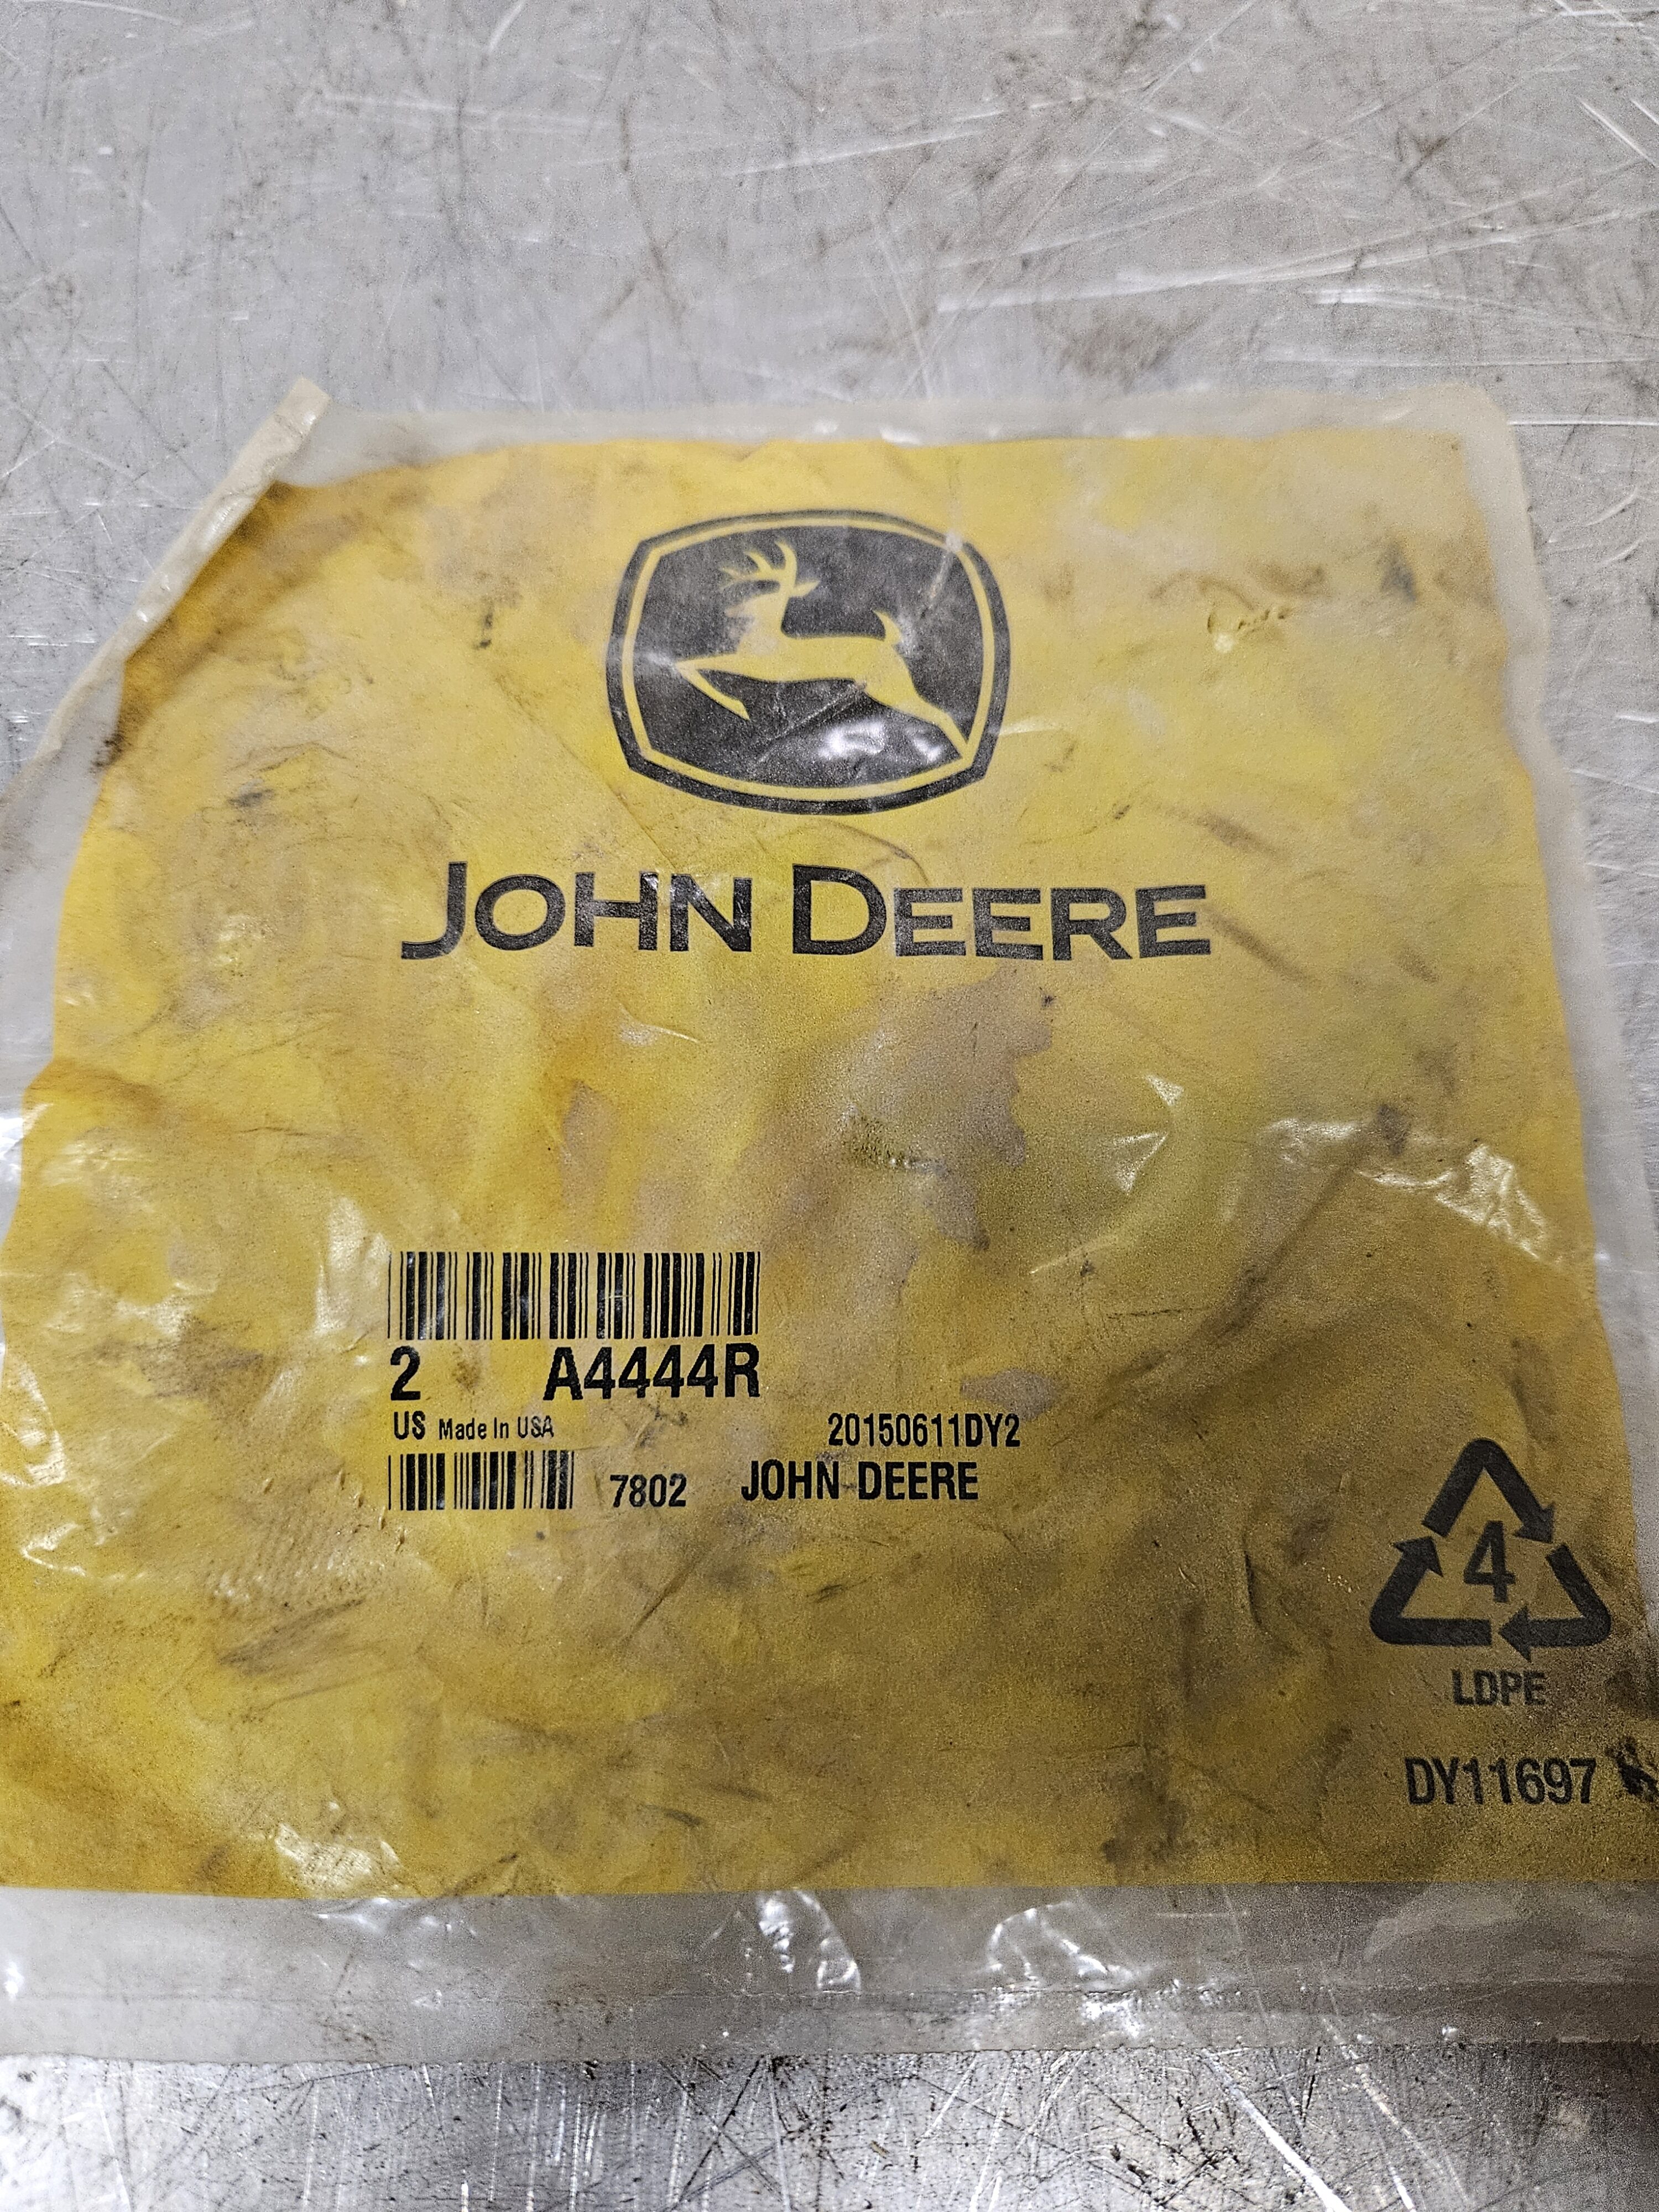 JOHN DEERE
2 A4444R
US Made In USA 20150611DY2
7802 JOHN DEERE
4
LDPE
DY11697